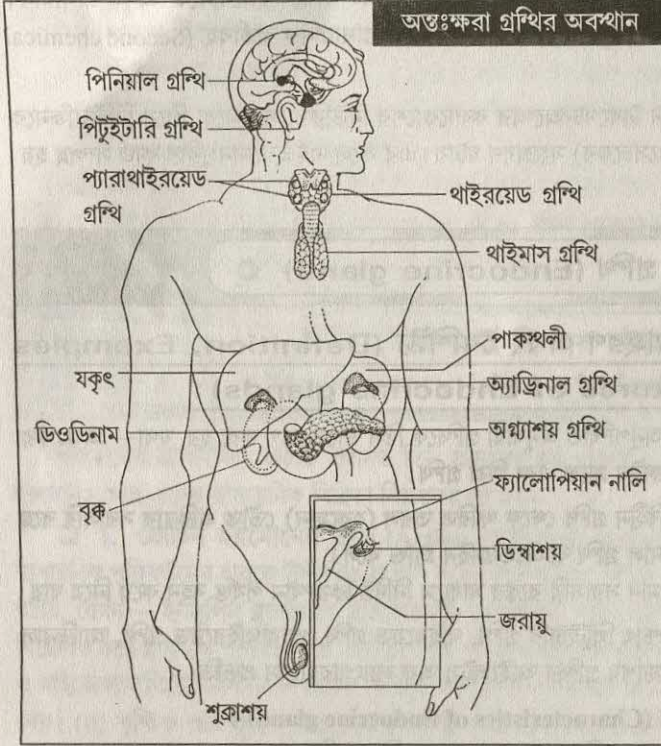 অন্তঃক্ষরা গ্রন্থির অবস্থান
পিনিয়াল গ্রন্থি
পিটুইটারি গ্রন্থি
প্যারাথাইরয়েড
গ্রন্থি
থাইরয়েড গ্রন্থি
থাইমাস গ্রন্থি
পাকস্থলী
যকৃৎ
অ্যাড্রিনাল গ্রন্থি
ডিওডিনাম
অগ্ন্যাশয় গ্রন্থি
ফ্যালোপিয়ান নালি
বৃক্ক
ডিম্বাশয়
জরায়ু
শুক্রাশয়